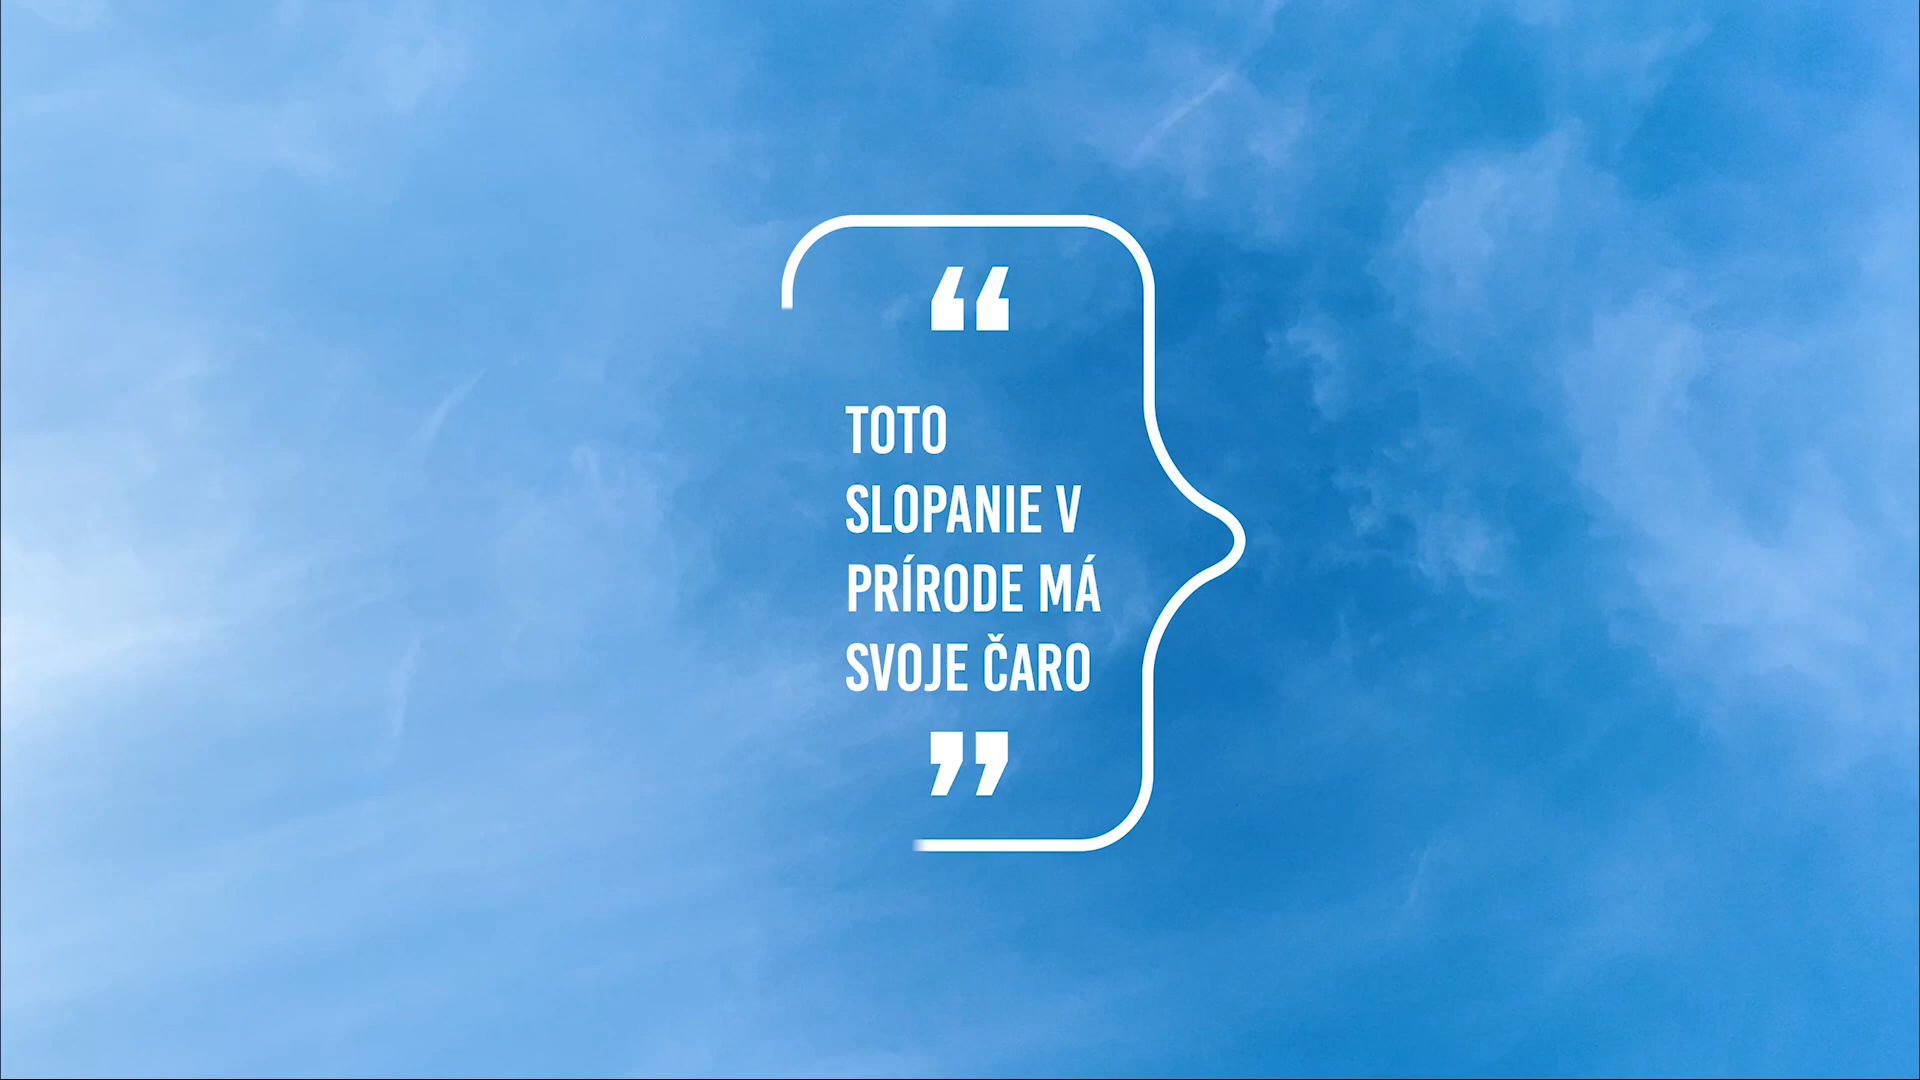 “
TOTO
SLOPANIE V
PRÍRODE MÁ
SVOJE ČARO
”